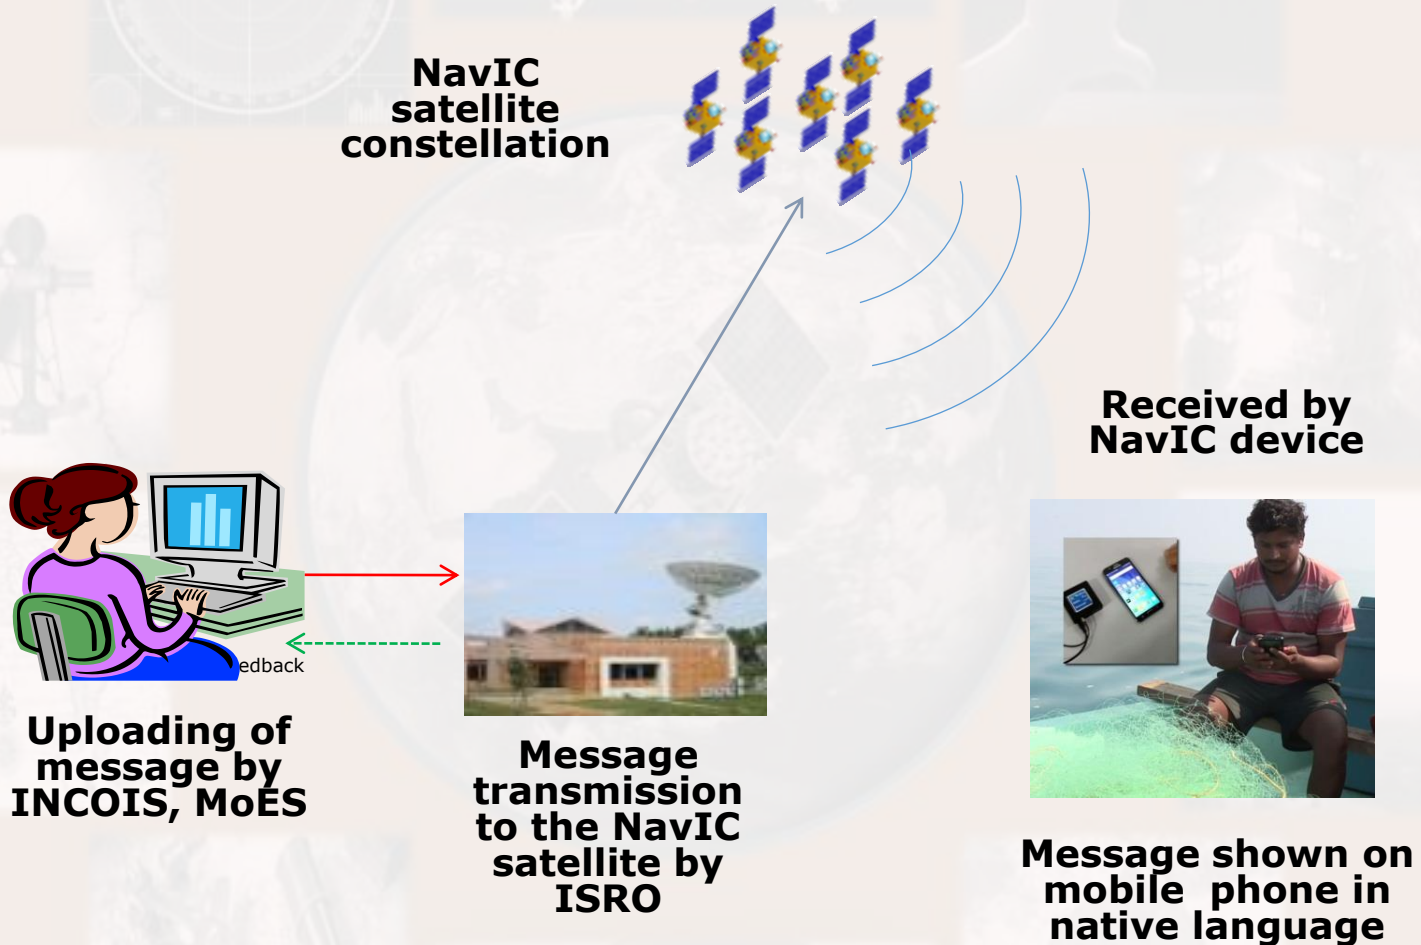 NavIC
satellite
constellation
Received by
NavIC device
edback
Uploading of
message by
INCOIS, MoES
Message
transmission
to the NavIC
satellite by
ISRO
Message shown on
mobile phone in
native language